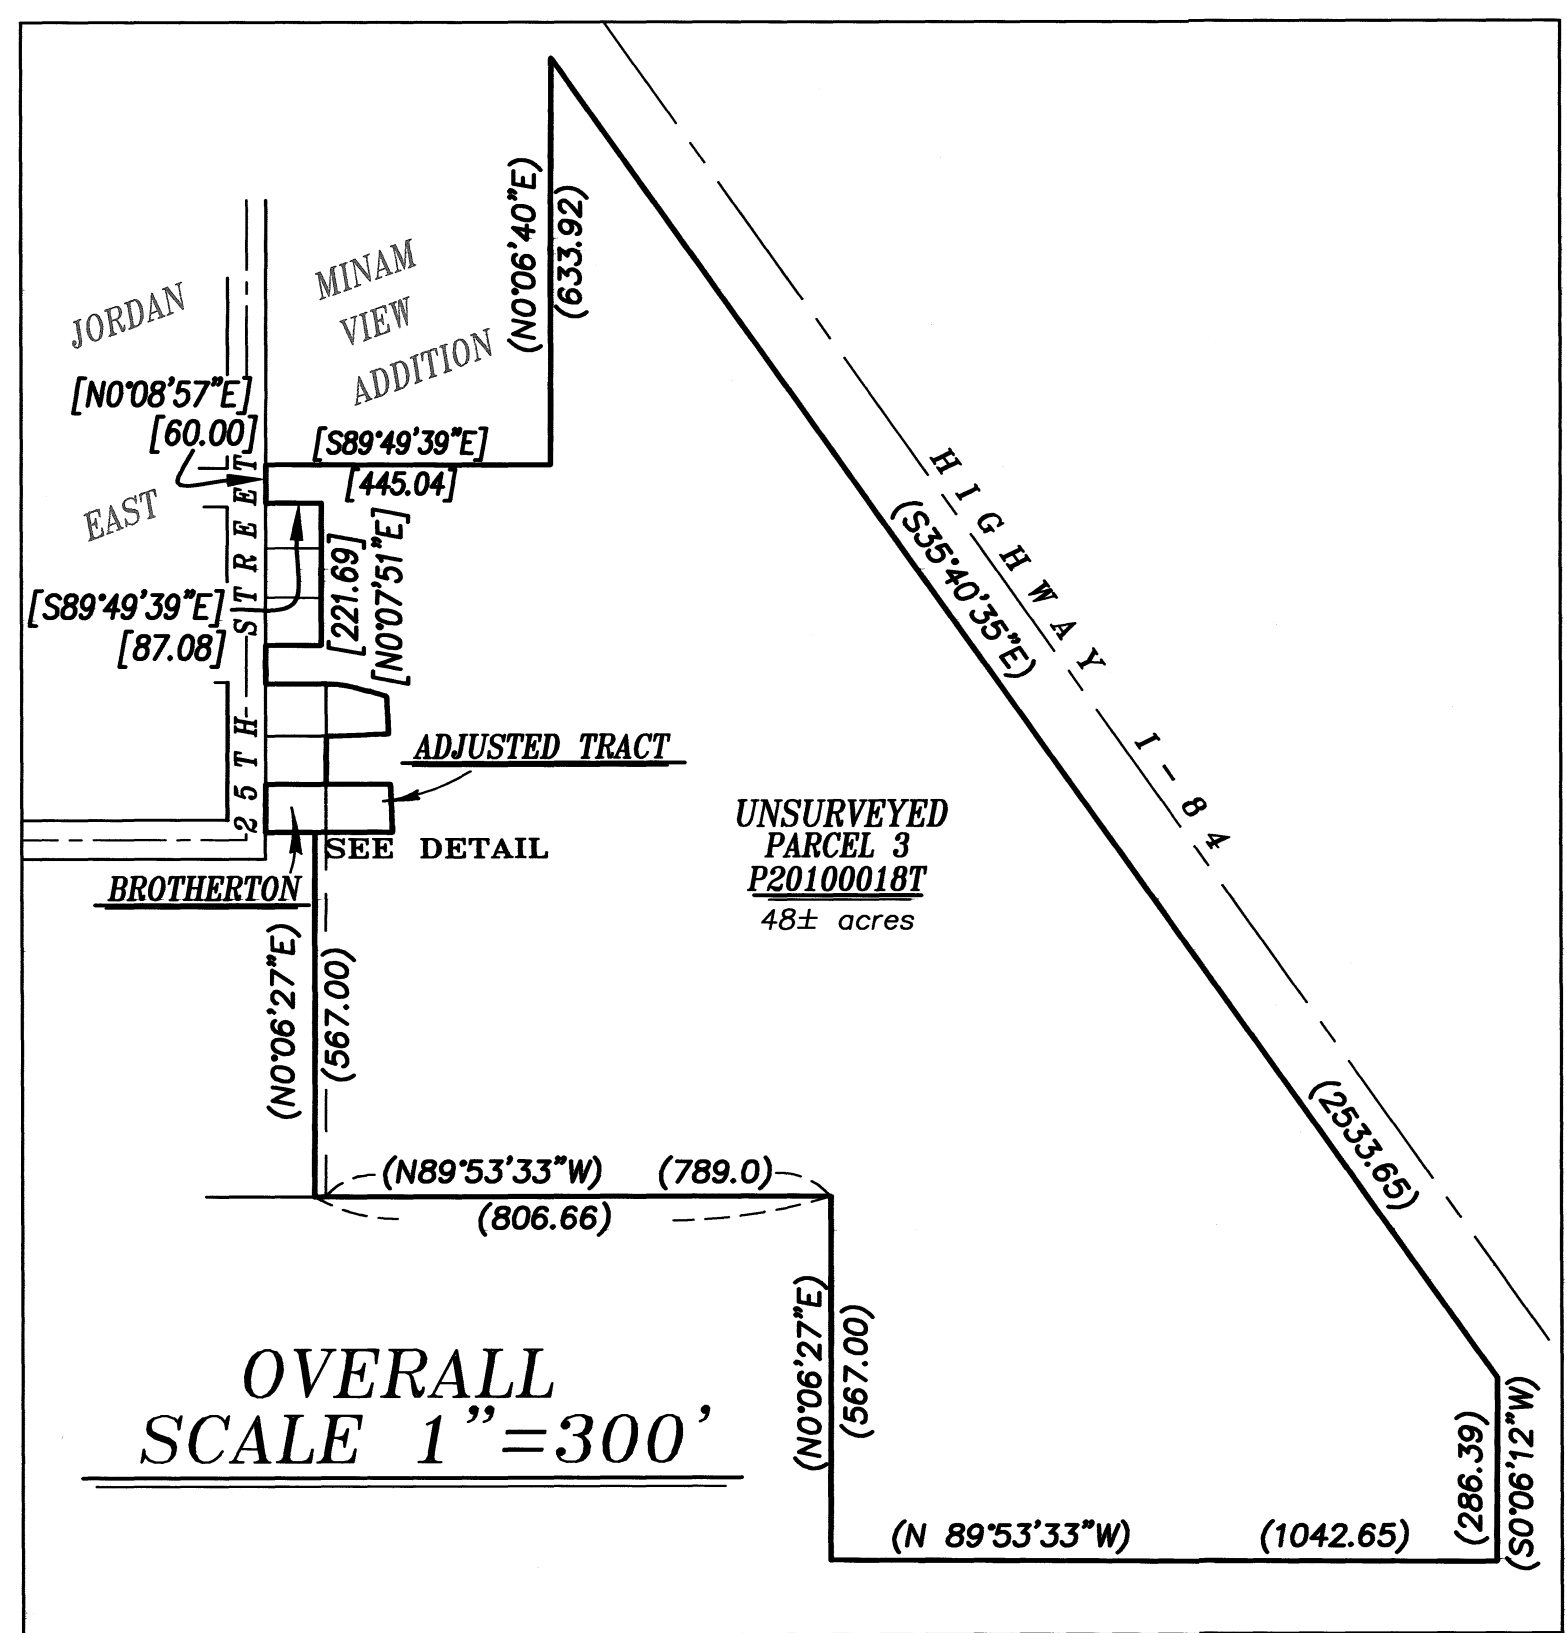 (N0°06'40"E)
(633.92)
JORDAN
EAST
MINAM
VIEW
ADDITION
[N0°08'57"E]
[60.00]
[S89°49'39"E]
[445.04]
[S89°49'39"E]
[87.08]
[221.69]
[N0°07'51"E]
25TH STREET
HIGHWAY I-84
(S35°40'35"E)
(2533.65)
ADJUSTED TRACT
UNSURVEYED
PARCEL 3
P20100018T
48± acres
SEE DETAIL
BROTHERTON
(N0°06'27"E)
(567.00)
(N89°53'33"W) (789.0)
(806.66)
(N0°06'27"E)
(567.00)
OVERALL
SCALE 1"=300'
(286.39)
(S0°06'12"W)
(N 89°53'33"W) (1042.65)